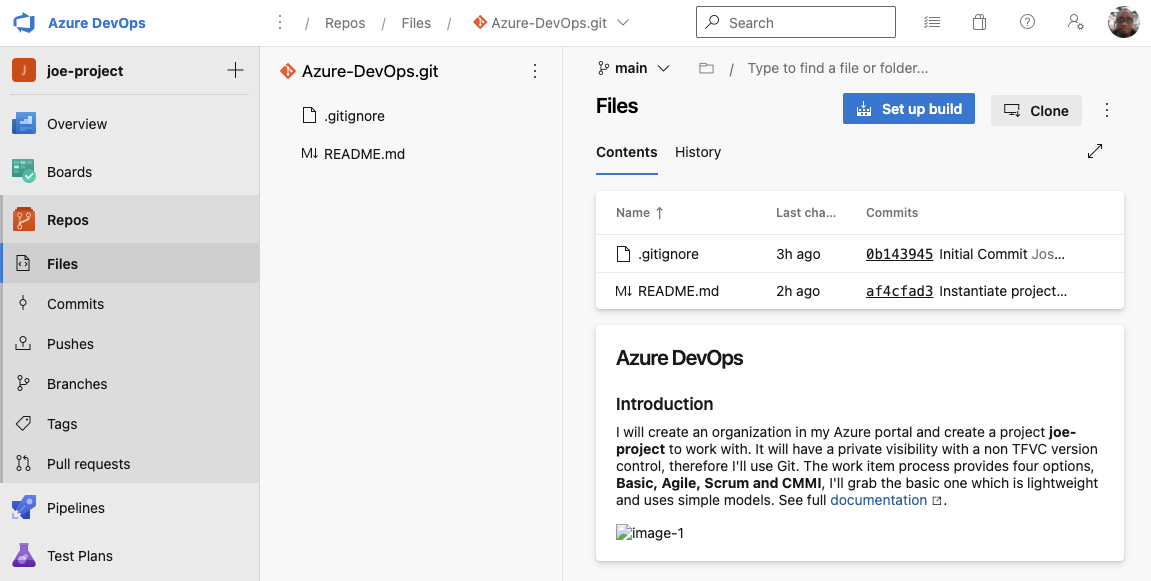 Azure DevOps
/ Repos / Files / Azure-DevOps.git
Search
J joe-project
Overview
Boards
Repos
Files
Commits
Pushes
Branches
Tags
Pull requests
Pipelines
Test Plans
Azure-DevOps.git
.gitignore
M↓ README.md
main / Type to find a file or folder...
Files
Set up build
Clone
Contents History
Name ↑ Last cha... Commits
.gitignore 3h ago 0b143945 Initial Commit Jos...
M↓ README.md 2h ago af4cfad3 Instantiate project...
Azure DevOps
Introduction
I will create an organization in my Azure portal and create a project joe-
project to work with. It will have a private visibility with a non TFVC version
control, therefore I'll use Git. The work item process provides four options,
Basic, Agile, Scrum and CMMI, I'll grab the basic one which is lightweight
and uses simple models. See full documentation.
image-1